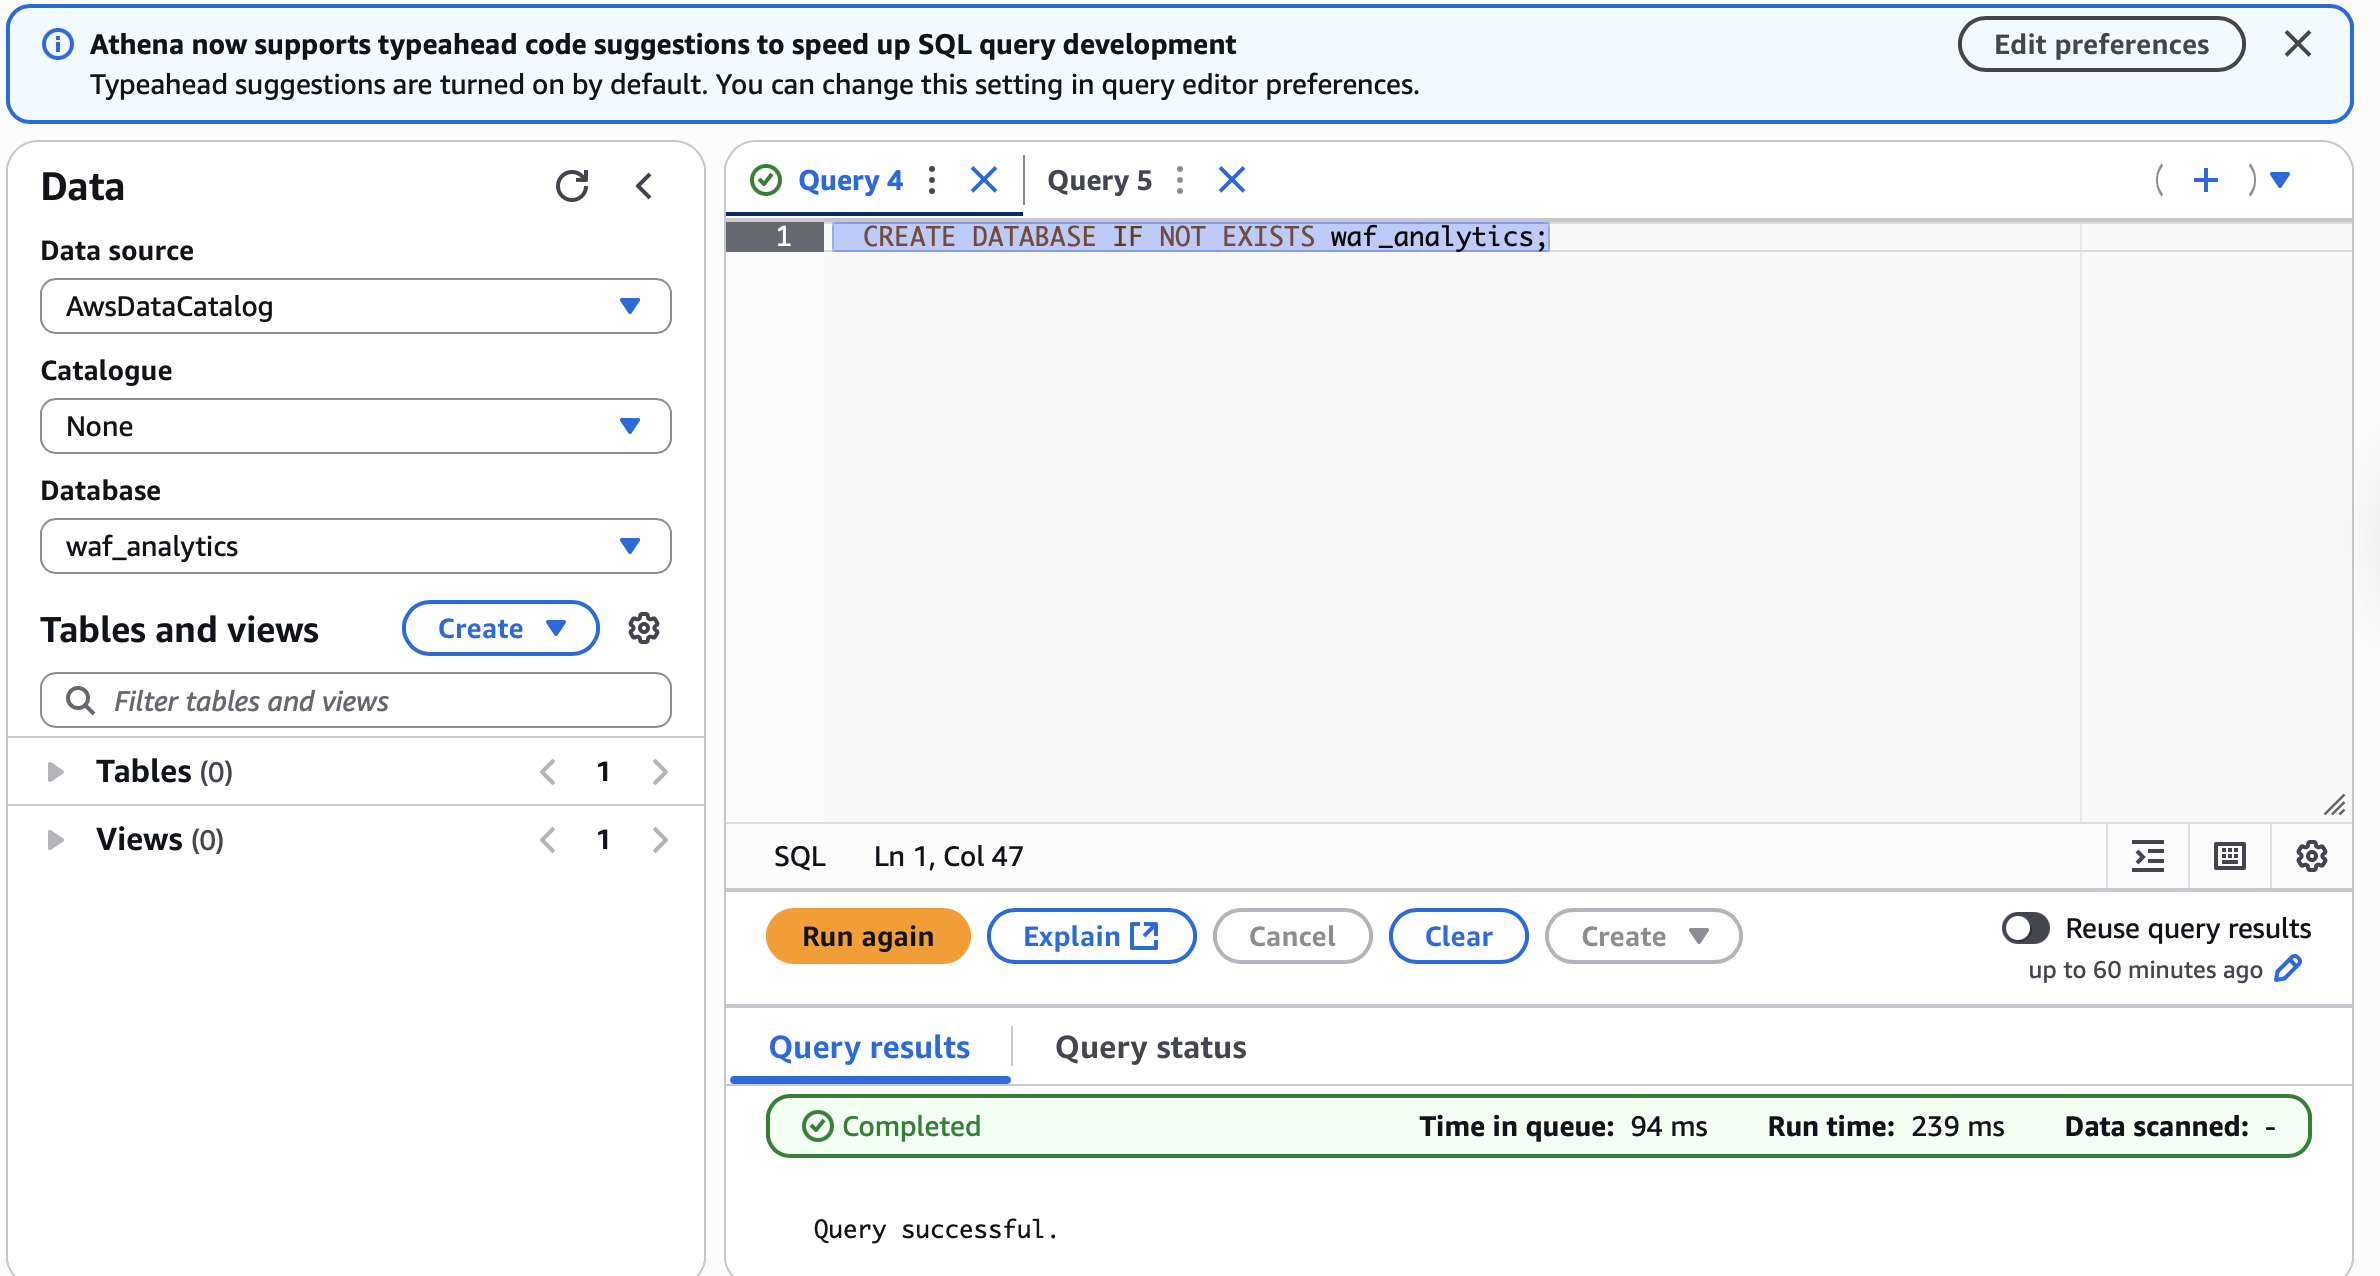 Athena now supports typeahead code suggestions to speed up SQL query development
Typeahead suggestions are turned on by default. You can change this setting in query editor preferences.
Edit preferences
Data
Data source
AwsDataCatalog
Catalogue
None
Database
waf_analytics
Tables and views
Create
Filter tables and views
Tables (0)
1
Views (0)
1
Query 4
Query 5
1
CREATE DATABASE IF NOT EXISTS waf_analytics;
SQL
Ln 1, Col 47
Run again
Explain
Cancel
Clear
Create
Reuse query results
up to 60 minutes ago
Query results
Query status
Completed
Time in queue: 94 ms
Run time: 239 ms
Data scanned: -
Query successful.